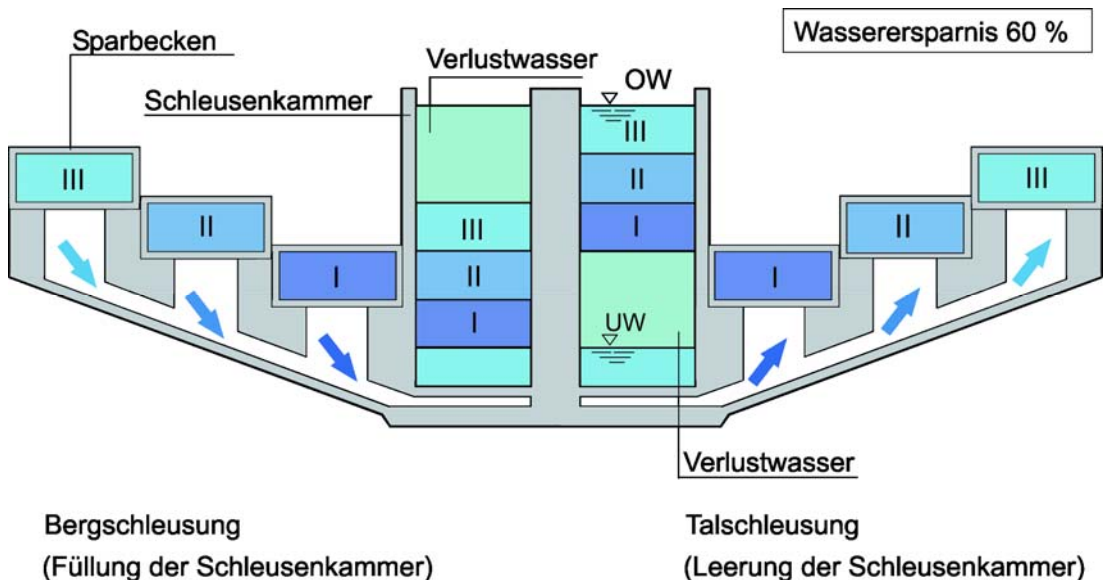 Wasserersparnis 60 %
Sparbecken
Verlustwasser
Schleusenkammer
OW
III
II
I
III
II
I
III
II
I
UW
III
II
I
Verlustwasser
Bergschleusung
(Füllung der Schleusenkammer)
Talschleusung
(Leerung der Schleusenkammer)